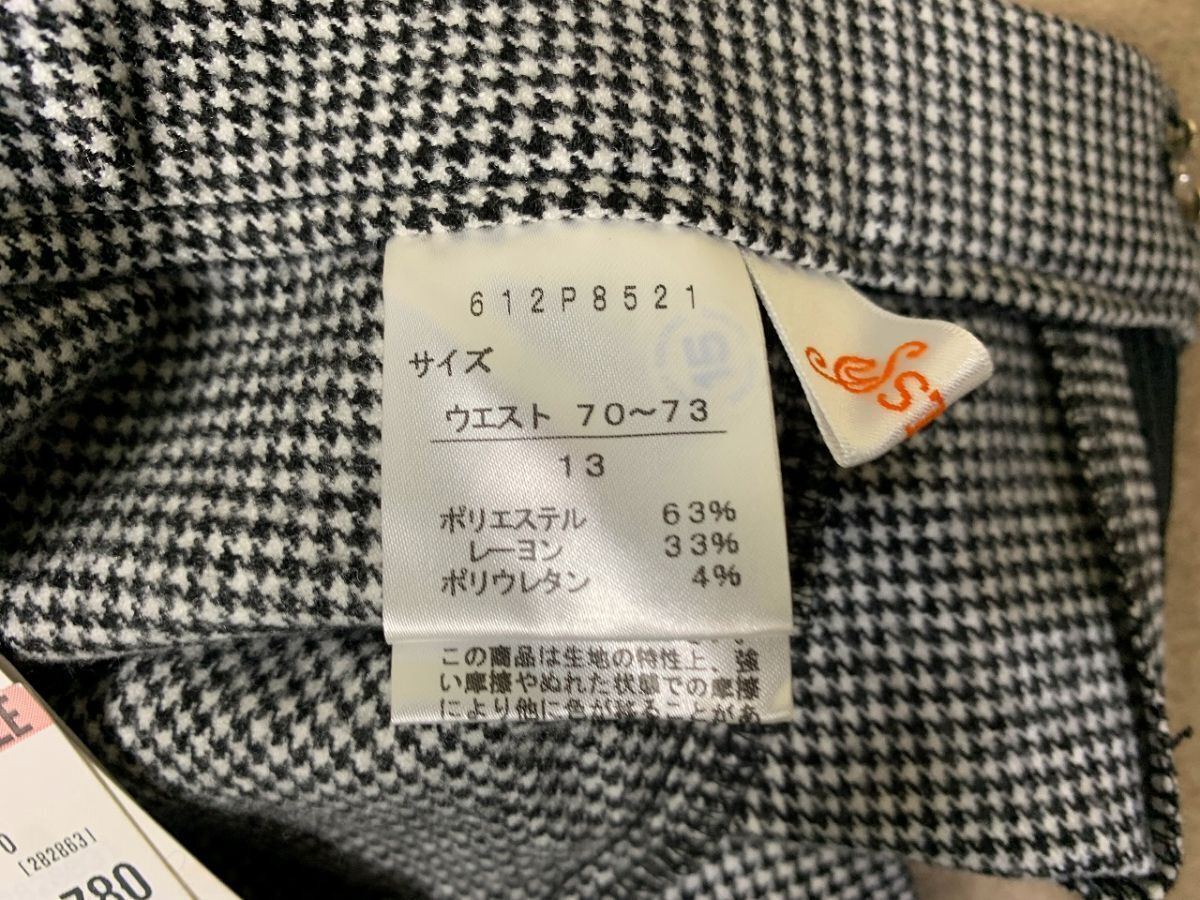 612P8521
サイズ
15
ウエスト 70～73
13
ポリエステル 63%
レーヨン 33%
ポリウレタン 4%
この商品は生地の特性上、強
い摩擦やぬれた状態での摩擦
により他に色が移ることがあ
[282863]
780